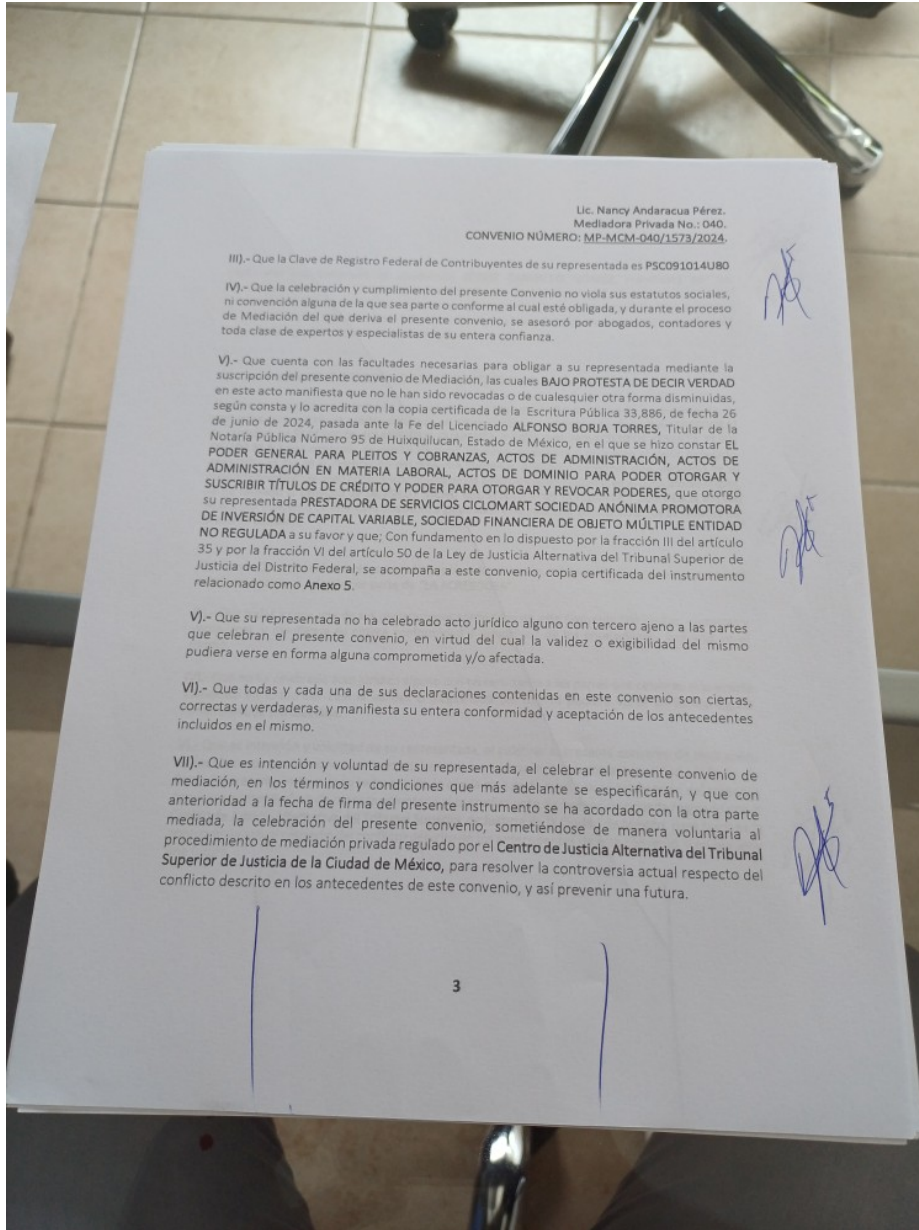 Lic. Nancy Andaracua Pérez.
Mediadora Privada No.: 040.
CONVENIO NÚMERO: MP-MCM-040/1573/2024.
III).- Que la Clave de Registro Federal de Contribuyentes de su representada es PSC091014U80
IV).- Que la celebración y cumplimiento del presente Convenio no viola sus estatutos sociales,
ni convención alguna de la que sea parte o conforme al cual esté obligada, y durante el proceso
de Mediación del que deriva el presente convenio, se asesoró por abogados, contadores y
toda clase de expertos y especialistas de su entera confianza.
V).- Que cuenta con las facultades necesarias para obligar a su representada mediante la
suscripción del presente convenio de Mediación, las cuales BAJO PROTESTA DE DECIR VERDAD
en este acto manifiesta que no le han sido revocadas o de cualesquier otra forma disminuidas,
según consta y lo acredita con la copia certificada de la Escritura Pública 33,886, de fecha 26
de junio de 2024, pasada ante la Fe del Licenciado ALFONSO BORJA TORRES, Titular de la
Notaría Pública Número 95 de Huixquilucan, Estado de México, en el que se hizo constar EL
PODER GENERAL PARA PLEITOS Y COBRANZAS, ACTOS DE ADMINISTRACIÓN, ACTOS DE
ADMINISTRACIÓN EN MATERIA LABORAL, ACTOS DE DOMINIO PARA PODER OTORGAR Y
SUSCRIBIR TÍTULOS DE CRÉDITO Y PODER PARA OTORGAR Y REVOCAR PODERES, que otorgo
su representada PRESTADORA DE SERVICIOS CICLOMART SOCIEDAD ANÓNIMA PROMOTORA
DE INVERSIÓN DE CAPITAL VARIABLE, SOCIEDAD FINANCIERA DE OBJETO MÚLTIPLE ENTIDAD
NO REGULADA a su favor y que; Con fundamento en lo dispuesto por la fracción III del artículo
35 y por la fracción VI del artículo 50 de la Ley de Justicia Alternativa del Tribunal Superior de
Justicia del Distrito Federal, se acompaña a este convenio, copia certificada del instrumento
relacionado como Anexo 5.
V).- Que su representada no ha celebrado acto jurídico alguno con tercero ajeno a las partes
que celebran el presente convenio, en virtud del cual la validez o exigibilidad del mismo
pudiera verse en forma alguna comprometida y/o afectada.
VI).- Que todas y cada una de sus declaraciones contenidas en este convenio son ciertas,
correctas y verdaderas, y manifiesta su entera conformidad y aceptación de los antecedentes
incluidos en el mismo.
VII).- Que es intención y voluntad de su representada, el celebrar el presente convenio de
mediación, en los términos y condiciones que más adelante se especificarán, y que con
anterioridad a la fecha de firma del presente instrumento se ha acordado con la otra parte
mediada, la celebración del presente convenio, sometiéndose de manera voluntaria al
procedimiento de mediación privada regulado por el Centro de Justicia Alternativa del Tribunal
Superior de Justicia de la Ciudad de México, para resolver la controversia actual respecto del
conflicto descrito en los antecedentes de este convenio, y así prevenir una futura.
3